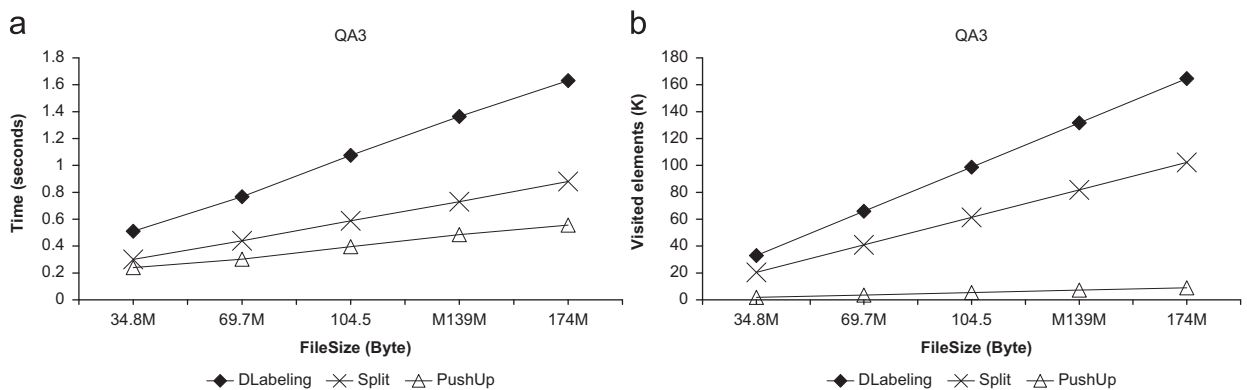 a
QA3
Time (seconds)
1.8
1.6
1.4
1.2
1
0.8
0.6
0.4
0.2
0
34.8M 69.7M 104.5 M139M 174M
FileSize (Byte)
DLabeling Split PushUp
b
QA3
Visited elements (K)
180
160
140
120
100
80
60
40
20
0
34.8M 69.7M 104.5 M139M 174M
FileSize (Byte)
DLabeling Split PushUp